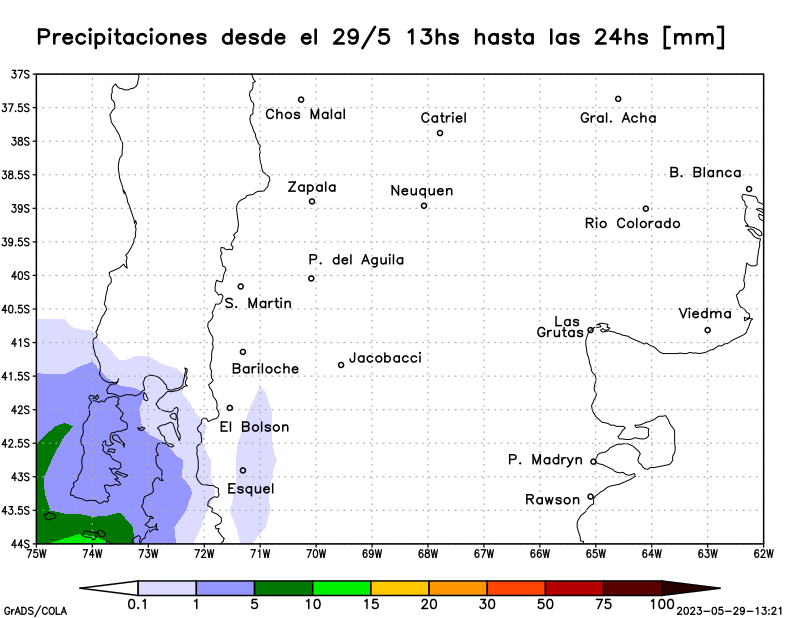 Precipitaciones desde el 29/5 13hs hasta las 24hs [mm]
37S
37.5S
38S
38.5S
39S
39.5S
40S
40.5S
41S
41.5S
42S
42.5S
43S
43.5S
44S
Chos Malal
Catriel
Gral. Acha
B. Blanca
Zapala
Neuquen
Rio Colorado
P. del Aguila
S. Martin
Viedma
Las
Grutas
Bariloche
Jacobacci
El Bolson
P. Madryn
Esquel
Rawson
75W 74W 73W 72W 71W 70W 69W 68W 67W 66W 65W 64W 63W 62W
0.1 1 5 10 15 20 30 50 75 100
GrADS/COLA
2023-05-29-13:21